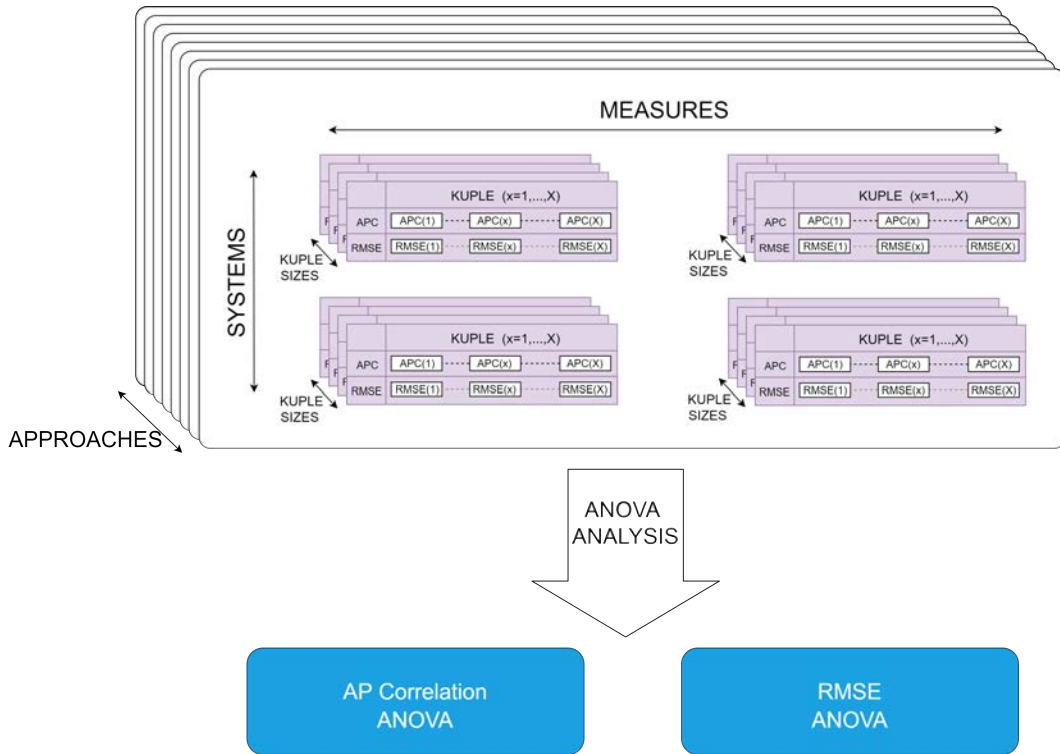 MEASURES
SYSTEMS
APPROACHES
KUPLE (x=1,...,X)
APC APC(1) APC(x) APC(X)
RMSE RMSE(1) RMSE(x) RMSE(X)
KUPLE
SIZES
KUPLE (x=1,...,X)
APC APC(1) APC(x) APC(X)
RMSE RMSE(1) RMSE(x) RMSE(X)
KUPLE
SIZES
KUPLE (x=1,...,X)
APC APC(1) APC(x) APC(X)
RMSE RMSE(1) RMSE(x) RMSE(X)
KUPLE
SIZES
KUPLE (x=1,...,X)
APC APC(1) APC(x) APC(X)
RMSE RMSE(1) RMSE(x) RMSE(X)
KUPLE
SIZES
ANOVA
ANALYSIS
AP Correlation
ANOVA
RMSE
ANOVA